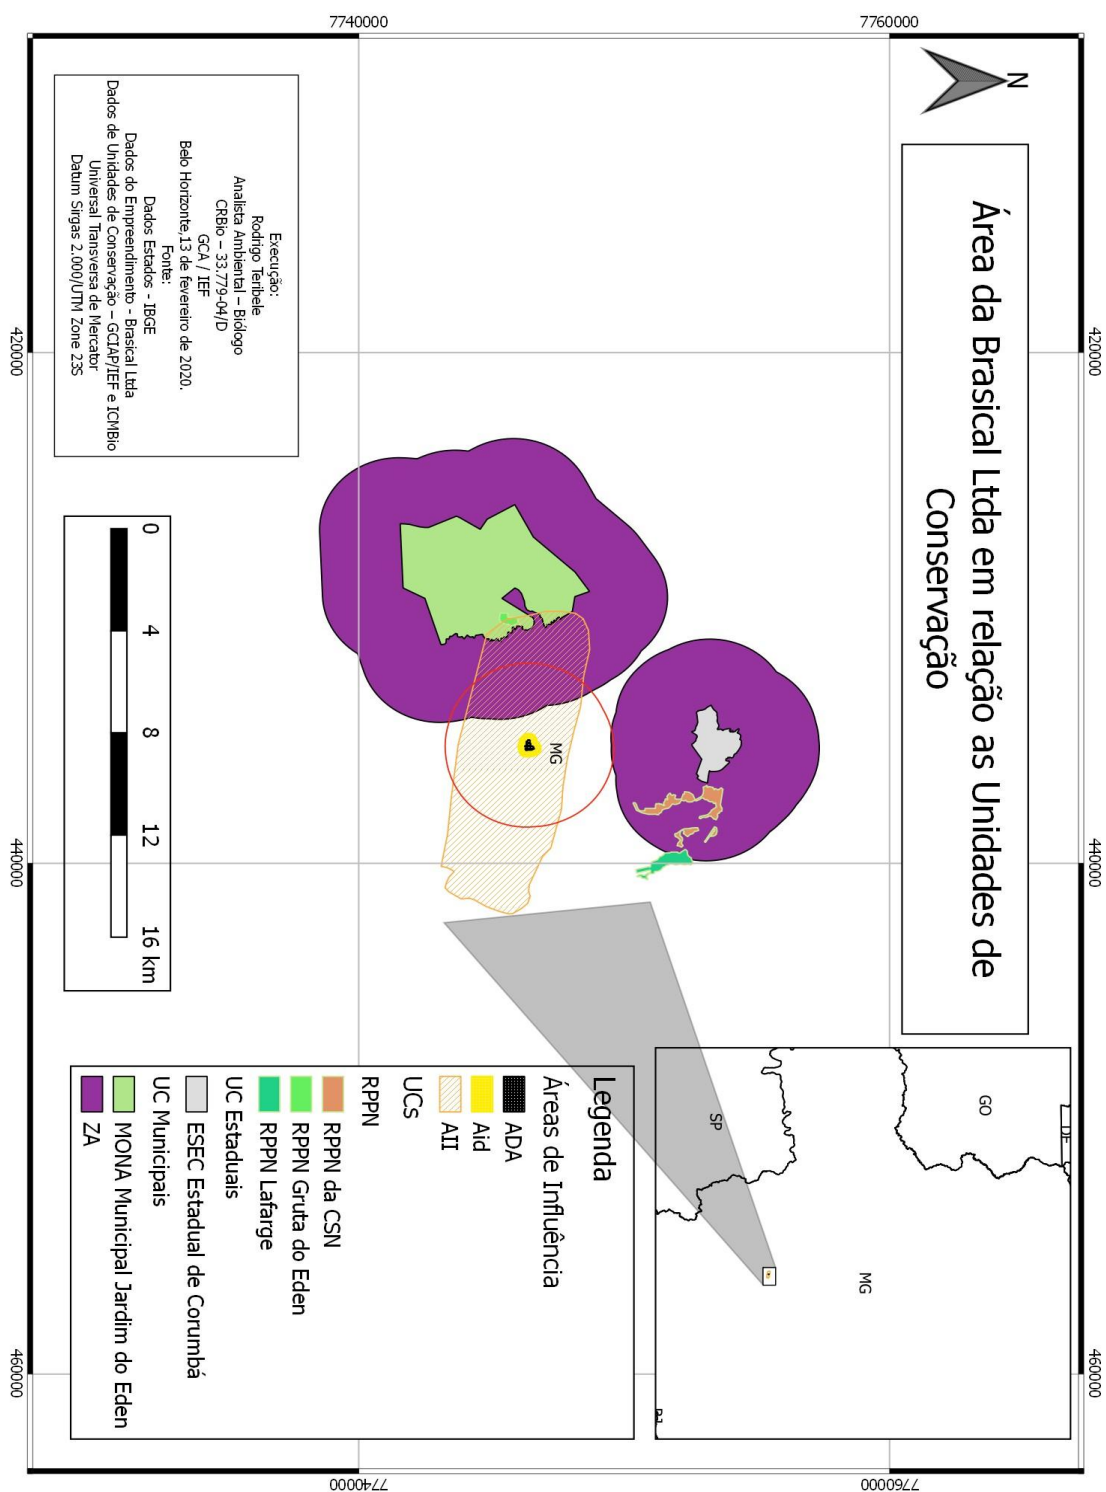 Área da Brasical Ltda em relação as Unidades de
Conservação
N
420000
440000
460000
7760000
7760000
7740000
7740000
420000
440000
460000
GO
DF
SP
MG
MG
Legenda
Áreas de Influência
ADA
Aid
AII
UCs
RPPN
RPPN da CSN
RPPN Gruta do Eden
RPPN Lafarge
UC Estaduais
ESEC Estadual de Corumbá
UC Municipais
MONA Municipal Jardim do Eden
ZA
0 4 8 12 16 km
Execução:
Rodrigo Teribele
Analista Ambiental – Biólogo
CRBio – 33.779-04/D
GCA / IEF
Belo Horizonte,13 de fevereiro de 2020.
Fonte:
Dados Estados - IBGE
Dados do Empreendimento - Brasical Ltda
Dados de Unidades de Conservação – GCIAP/IEF e ICMBio
Universal Transversa de Mercator
Datum Sirgas 2.000/UTM Zone 23S